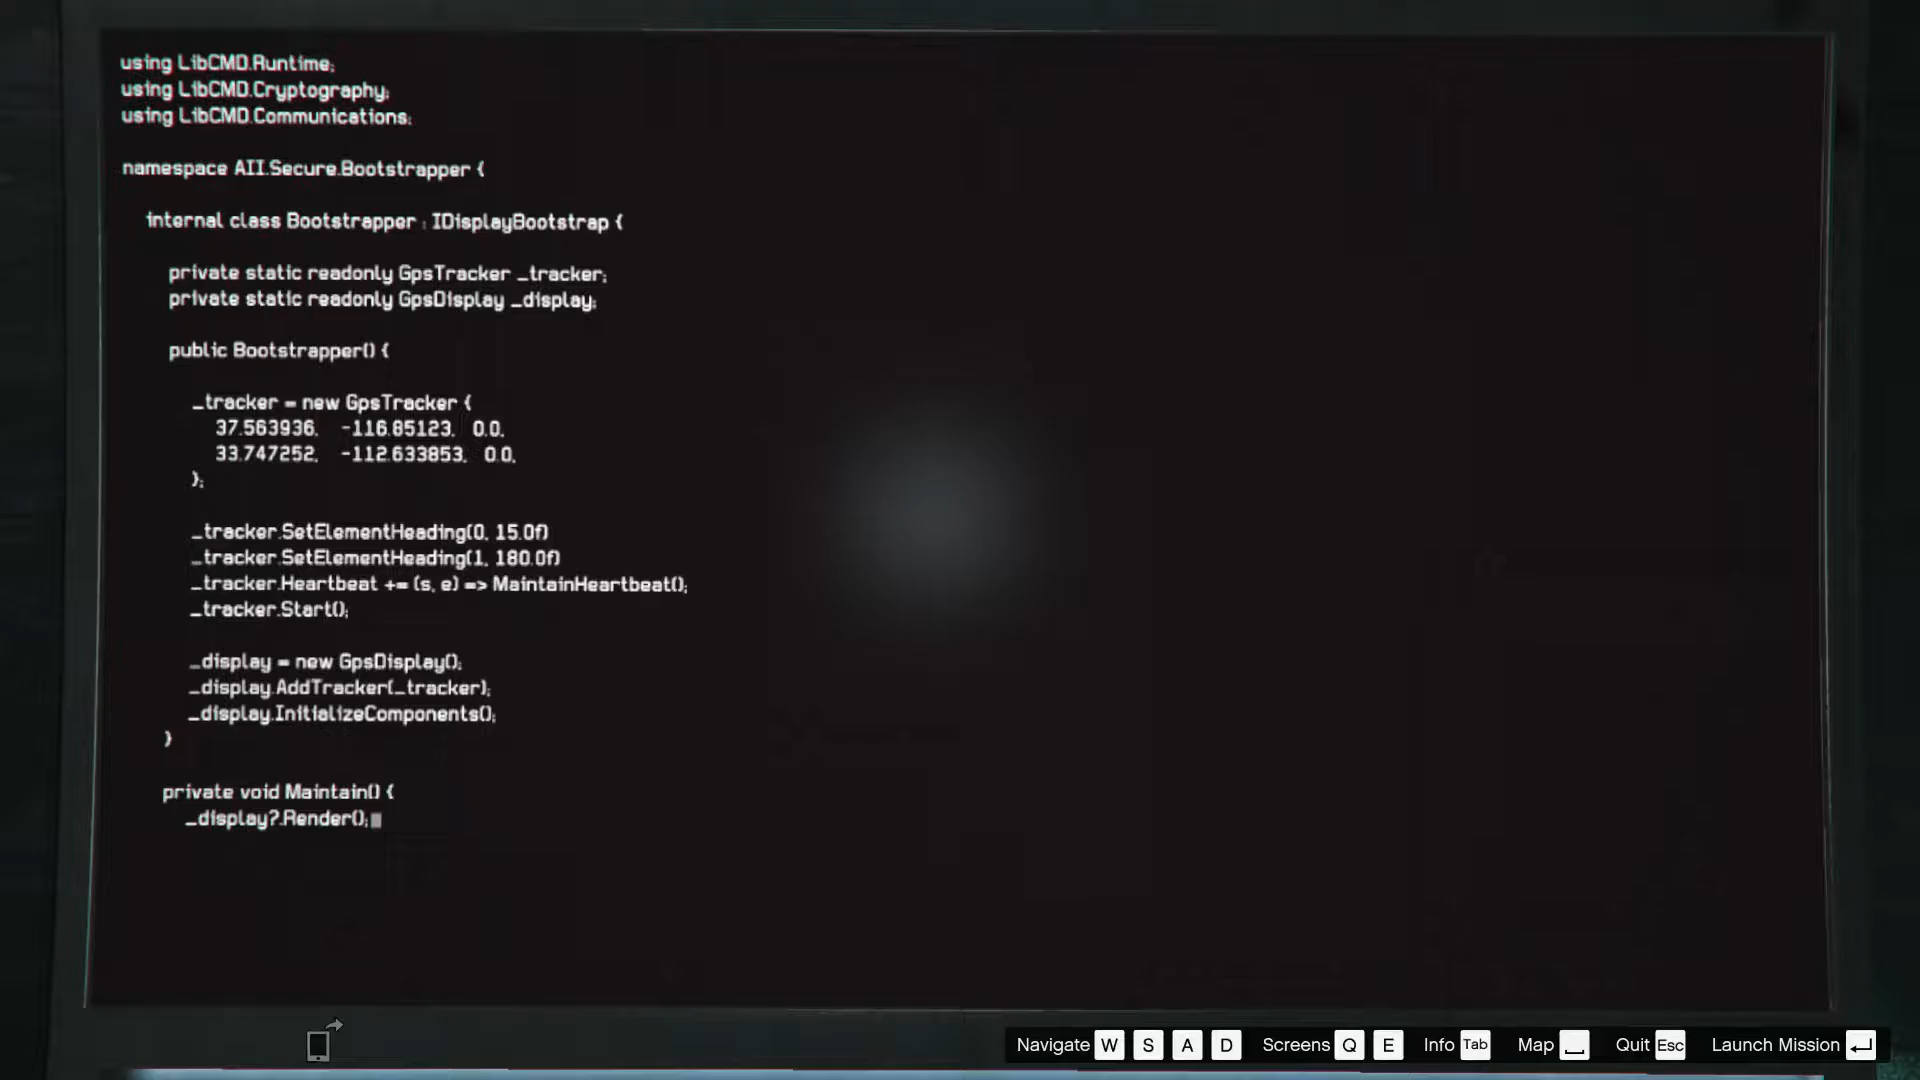 using LibCMD.Runtime;
using LibCMD.Cryptography;
using LibCMD.Communications;
namespace AII.Secure.Bootstrapper {
internal class Bootstrapper : IDisplayBootstrap {
private static readonly GpsTracker _tracker;
private static readonly GpsDisplay _display;
public Bootstrapper() {
_tracker = new GpsTracker {
37.563936, -116.85123, 0.0,
33.747252, -112.633853, 0.0,
};
_tracker.SetElementHeading(0, 15.0f)
_tracker.SetElementHeading(1, 180.0f)
_tracker.Heartbeat += (s, e) => MaintainHeartbeat();
_tracker.Start();
_display = new GpsDisplay();
_display.AddTracker(_tracker);
_display.InitializeComponents();
}
private void Maintain() {
_display?.Render();
Navigate W S A D Screens Q E Info Tab Map Quit Esc Launch Mission